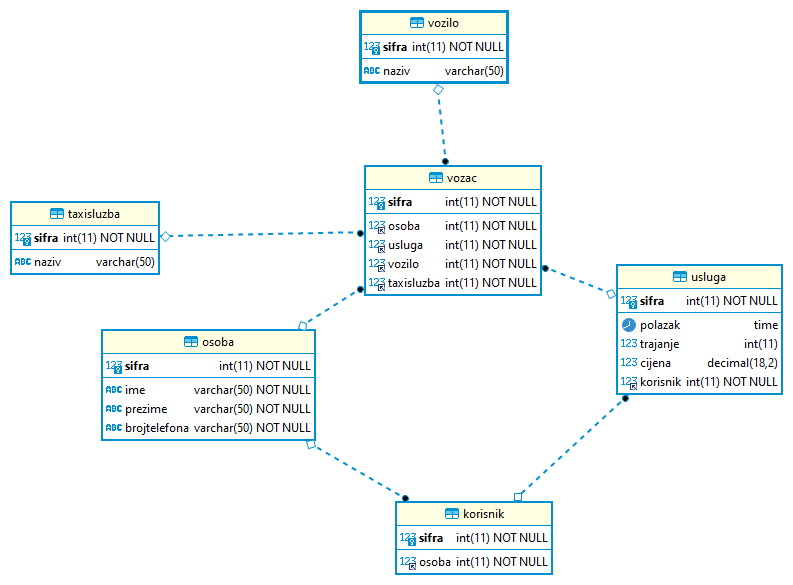 vozilo
123 sifra int(11) NOT NULL
ABC naziv varchar(50)
vozac
123 sifra int(11) NOT NULL
123 osoba int(11) NOT NULL
123 usluga int(11) NOT NULL
123 vozilo int(11) NOT NULL
123 taxisluzba int(11) NOT NULL
taxisluzba
123 sifra int(11) NOT NULL
ABC naziv varchar(50)
usluga
123 sifra int(11) NOT NULL
polazak time
123 trajanje int(11)
123 cijena decimal(18,2)
123 korisnik int(11) NOT NULL
osoba
123 sifra int(11) NOT NULL
ABC ime varchar(50) NOT NULL
ABC prezime varchar(50) NOT NULL
ABC brojtelefona varchar(50) NOT NULL
korisnik
123 sifra int(11) NOT NULL
123 osoba int(11) NOT NULL